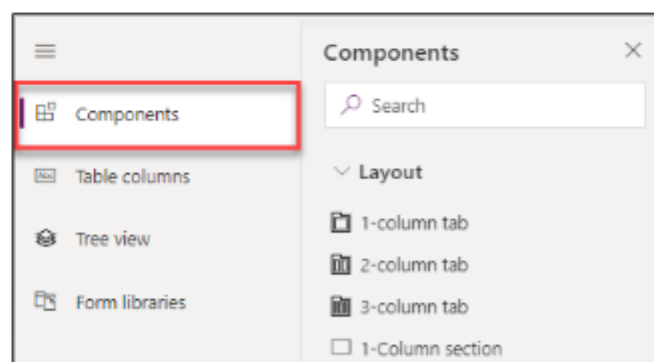 Components
Table columns
Tree view
Form libraries
Components
Search
Layout
1-column tab
2-column tab
3-column tab
1-Column section